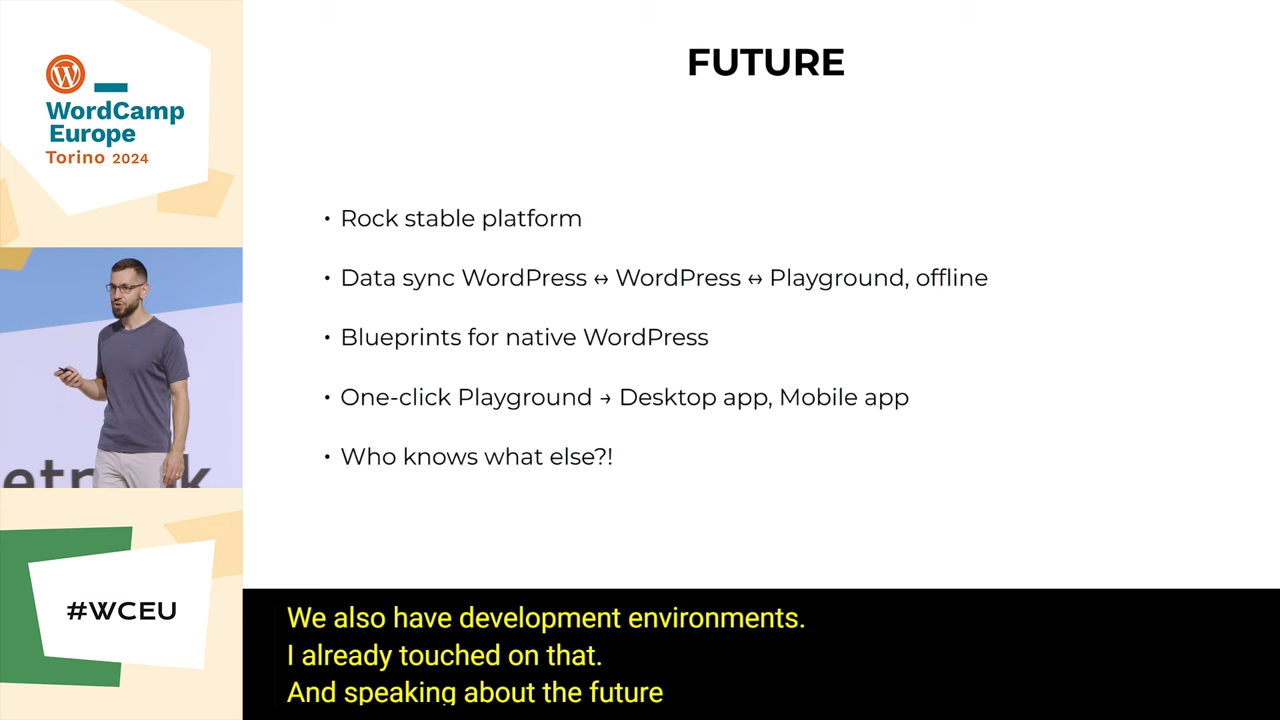 WordCamp
Europe
Torino 2024
FUTURE
• Rock stable platform
• Data sync WordPress ↔ WordPress ↔ Playground, offline
• Blueprints for native WordPress
• One-click Playground → Desktop app, Mobile app
• Who knows what else?!
#WCEU
We also have development environments.
I already touched on that.
And speaking about the future